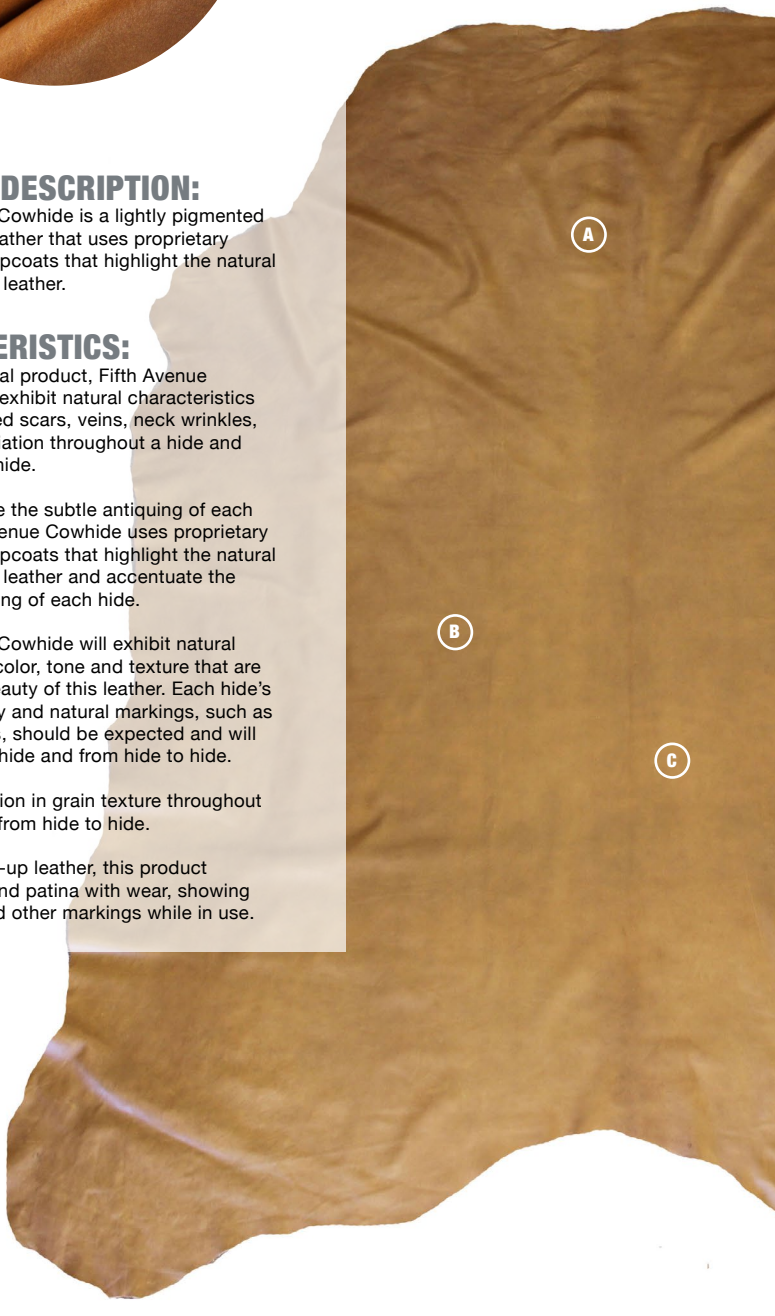 DESCRIPTION:
Cowhide is a lightly pigmented
ather that uses proprietary
pcoats that highlight the natural
leather.
ERISTICS:
al product, Fifth Avenue
exhibit natural characteristics
ed scars, veins, neck wrinkles,
iation throughout a hide and
hide.
e the subtle antiquing of each
enue Cowhide uses proprietary
pcoats that highlight the natural
leather and accentuate the
ng of each hide.
Cowhide will exhibit natural
color, tone and texture that are
eauty of this leather. Each hide's
y and natural markings, such as
s, should be expected and will
hide and from hide to hide.
ion in grain texture throughout
from hide to hide.
-up leather, this product
nd patina with wear, showing
d other markings while in use.
A
B
C